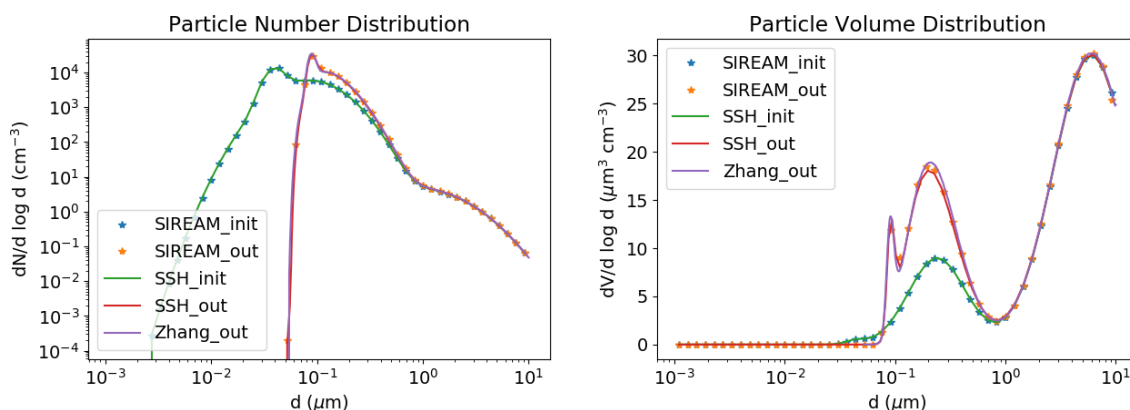 Particle Number Distribution
dN/d log d (cm⁻³)
10⁴
10³
10²
10¹
10⁰
10⁻¹
10⁻²
10⁻³
10⁻⁴
SIREAM_init
SIREAM_out
SSH_init
SSH_out
Zhang_out
10⁻³ 10⁻² 10⁻¹ 10⁰ 10¹
d (μm)
Particle Volume Distribution
dV/d log d (μm³ cm⁻³)
30
25
20
15
10
5
0
SIREAM_init
SIREAM_out
SSH_init
SSH_out
Zhang_out
10⁻³ 10⁻² 10⁻¹ 10⁰ 10¹
d (μm)